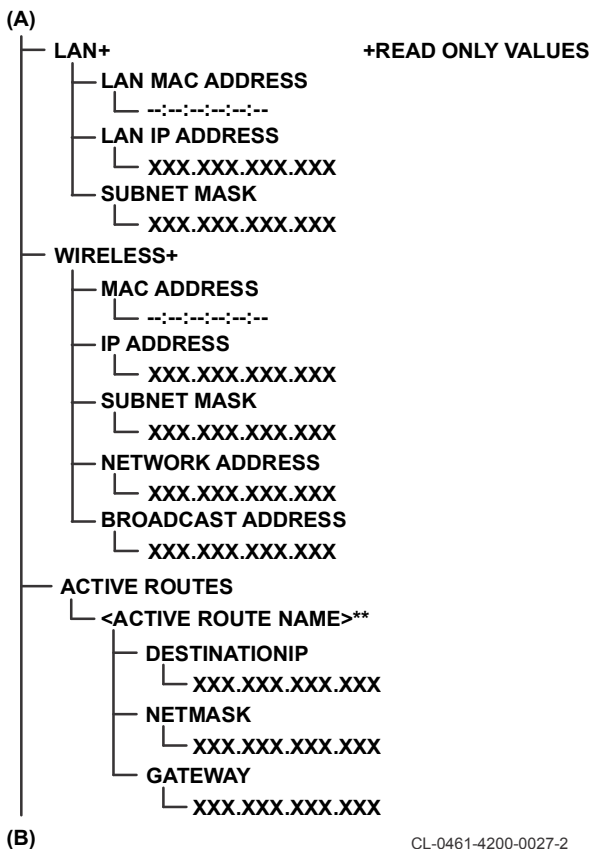 (A)
LAN+ +READ ONLY VALUES
LAN MAC ADDRESS
--:--:--:--:--:--
LAN IP ADDRESS
XXX.XXX.XXX.XXX
SUBNET MASK
XXX.XXX.XXX.XXX
WIRELESS+
MAC ADDRESS
--:--:--:--:--:--
IP ADDRESS
XXX.XXX.XXX.XXX
SUBNET MASK
XXX.XXX.XXX.XXX
NETWORK ADDRESS
XXX.XXX.XXX.XXX
BROADCAST ADDRESS
XXX.XXX.XXX.XXX
ACTIVE ROUTES
<ACTIVE ROUTE NAME>**
DESTINATIONIP
XXX.XXX.XXX.XXX
NETMASK
XXX.XXX.XXX.XXX
GATEWAY
XXX.XXX.XXX.XXX
(B) CL-0461-4200-0027-2